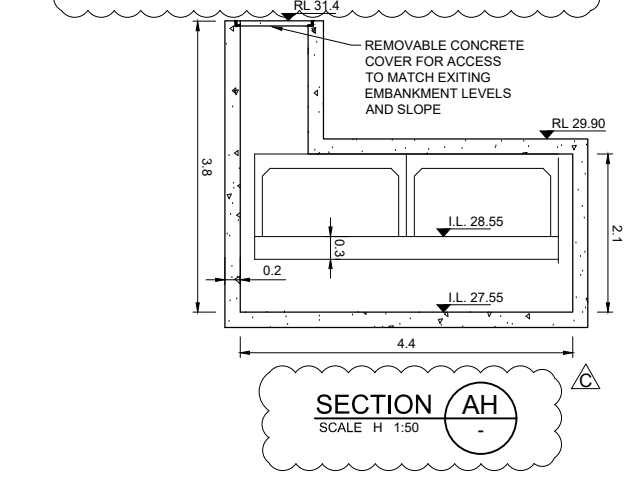 RL 31.4
REMOVABLE CONCRETE
COVER FOR ACCESS
TO MATCH EXITING
EMBANKMENT LEVELS
AND SLOPE
RL 29.90
3.8
2.1
I.L. 28.55
0.3
0.2
I.L. 27.55
4.4
C
SECTION AH
SCALE H 1:50 -